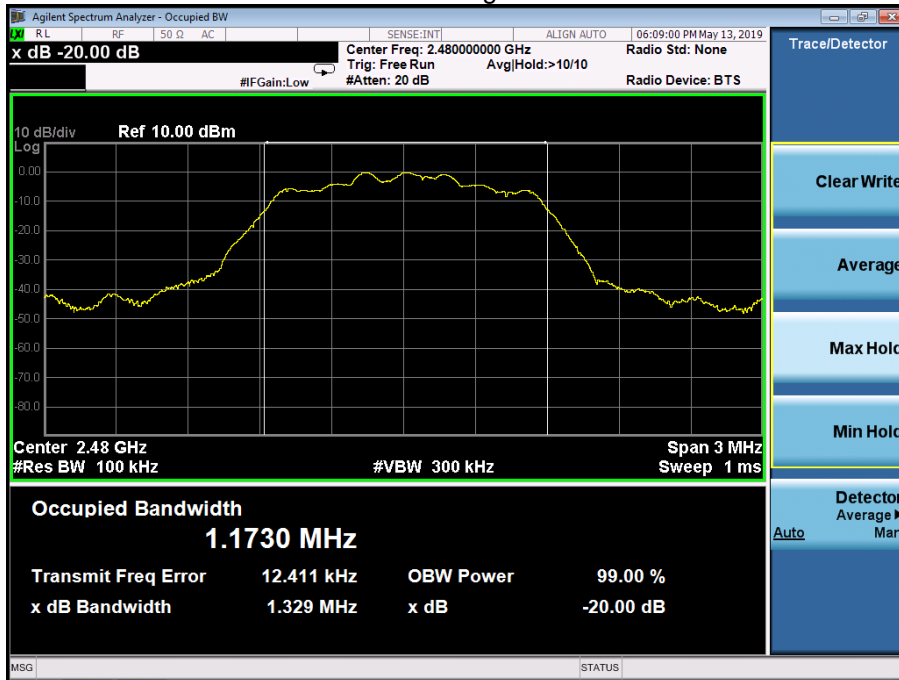 Agilent Spectrum Analyzer - Occupied BW
LXI RL RF 50 Ω AC SENSE:INT ALIGN AUTO 06:09:00 PM May 13, 2019
x dB -20.00 dB
Center Freq: 2.480000000 GHz Radio Std: None
Trig: Free Run Avg|Hold:>10/10
#IFGain:Low #Atten: 20 dB Radio Device: BTS
10 dB/div Ref 10.00 dBm
Log
0.00
-10.0
-20.0
-30.0
-40.0
-50.0
-60.0
-70.0
-80.0
Center 2.48 GHz Span 3 MHz
#Res BW 100 kHz #VBW 300 kHz Sweep 1 ms
Occupied Bandwidth
1.1730 MHz
Transmit Freq Error 12.411 kHz OBW Power 99.00 %
x dB Bandwidth 1.329 MHz x dB -20.00 dB
MSG STATUS
Trace/Detector
Clear Write
Average
Max Hold
Min Hold
Detector
Average
Auto Man